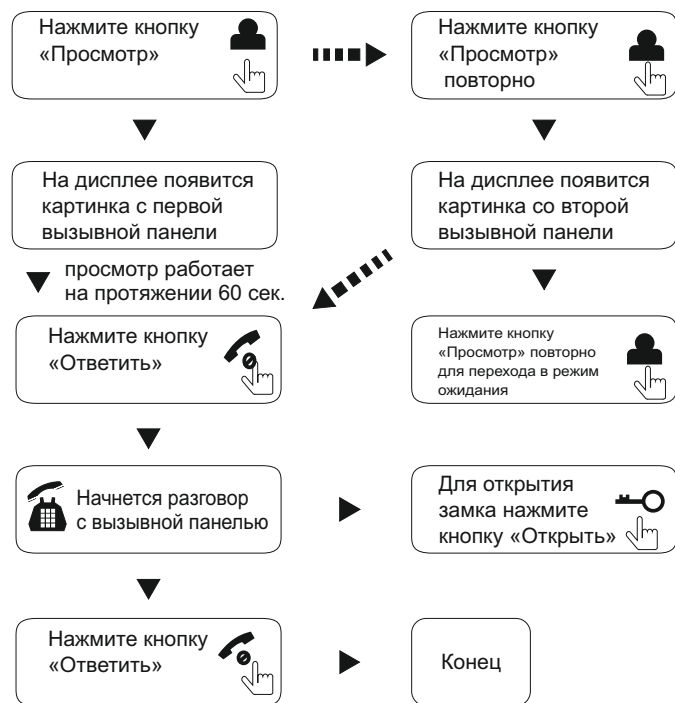 Нажмите кнопку
«Просмотр»
Нажмите кнопку
«Просмотр»
повторно
На дисплее появится
картинка с первой
вызывной панели
На дисплее появится
картинка со второй
вызывной панели
просмотр работает
на протяжении 60 сек.
Нажмите кнопку
«Ответить»
Нажмите кнопку
«Просмотр» повторно
для перехода в режим
ожидания
Начнется разговор
с вызывной панелью
Для открытия
замка нажмите
кнопку «Открыть»
Нажмите кнопку
«Ответить»
Конец